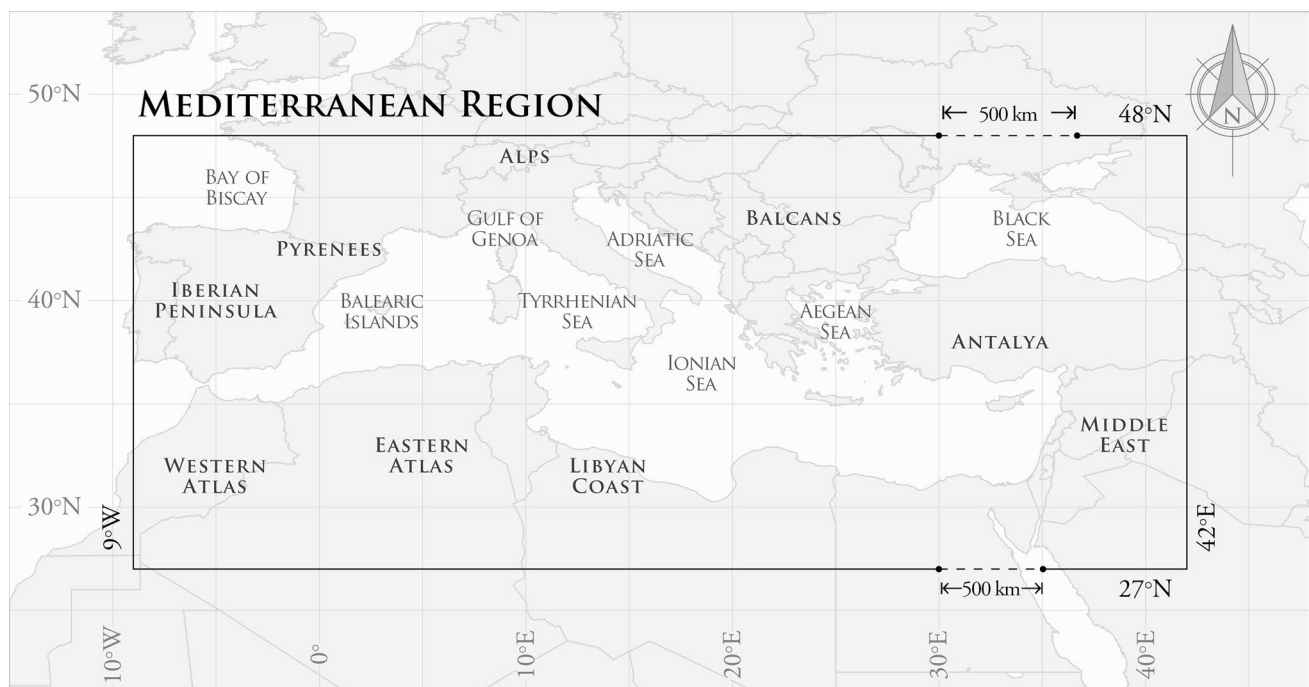 50°N
MEDITERRANEAN REGION
500 km
48°N
N
ALPS
BAY OF
BISCAY
GULF OF
GENOA
BALCANS
BLACK
SEA
PYRENEES
ADRIATIC
SEA
40°N
IBERIAN
PENINSULA
BALEARIC
ISLANDS
TYRRHENIAN
SEA
AEGEAN
SEA
ANTALYA
IONIAN
SEA
MIDDLE
EAST
WESTERN
ATLAS
EASTERN
ATLAS
LIBYAN
COAST
30°N
9°W
42°E
500 km
27°N
10°W
0°
10°E
20°E
30°E
40°E